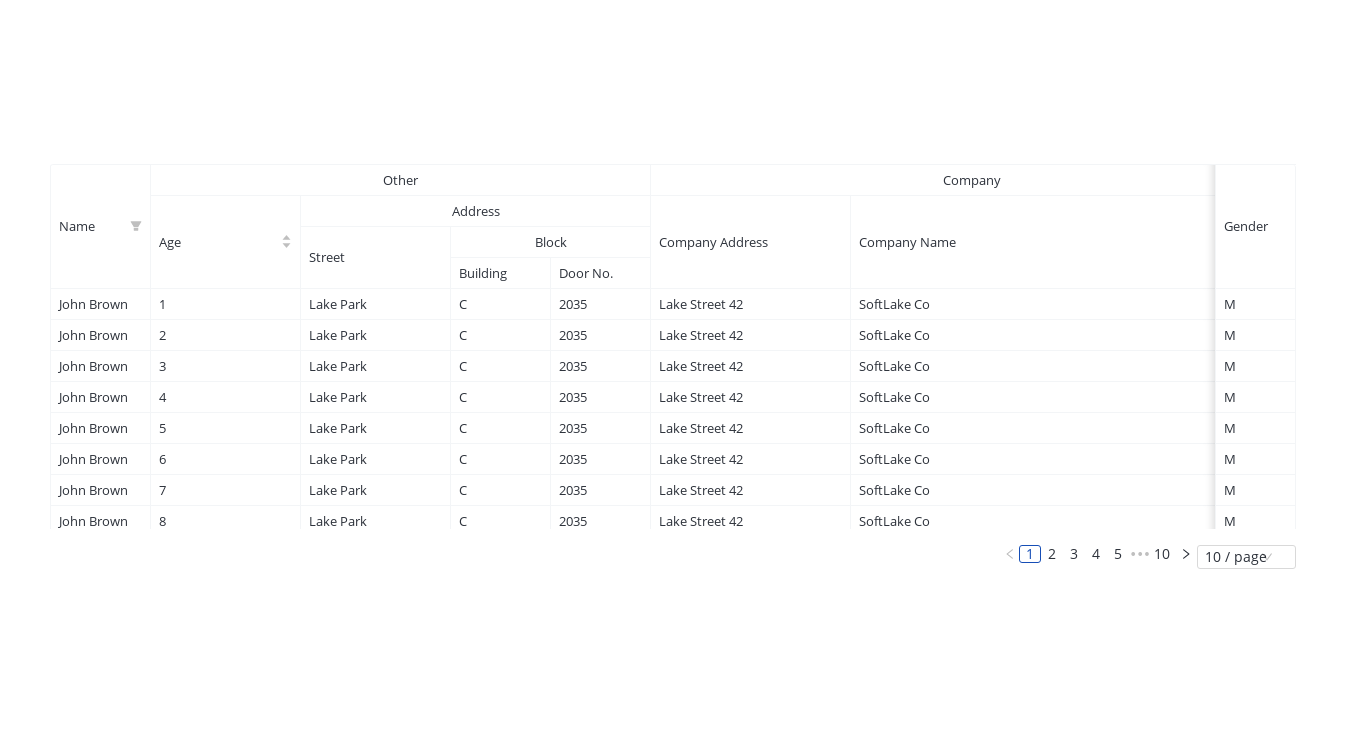 Other Company
Address
Name Age Street Block Company Address Company Name Gender
Building Door No.
John Brown 1 Lake Park C 2035 Lake Street 42 SoftLake Co M
John Brown 2 Lake Park C 2035 Lake Street 42 SoftLake Co M
John Brown 3 Lake Park C 2035 Lake Street 42 SoftLake Co M
John Brown 4 Lake Park C 2035 Lake Street 42 SoftLake Co M
John Brown 5 Lake Park C 2035 Lake Street 42 SoftLake Co M
John Brown 6 Lake Park C 2035 Lake Street 42 SoftLake Co M
John Brown 7 Lake Park C 2035 Lake Street 42 SoftLake Co M
John Brown 8 Lake Park C 2035 Lake Street 42 SoftLake Co M
1 2 3 4 5 ••• 10 10 / page